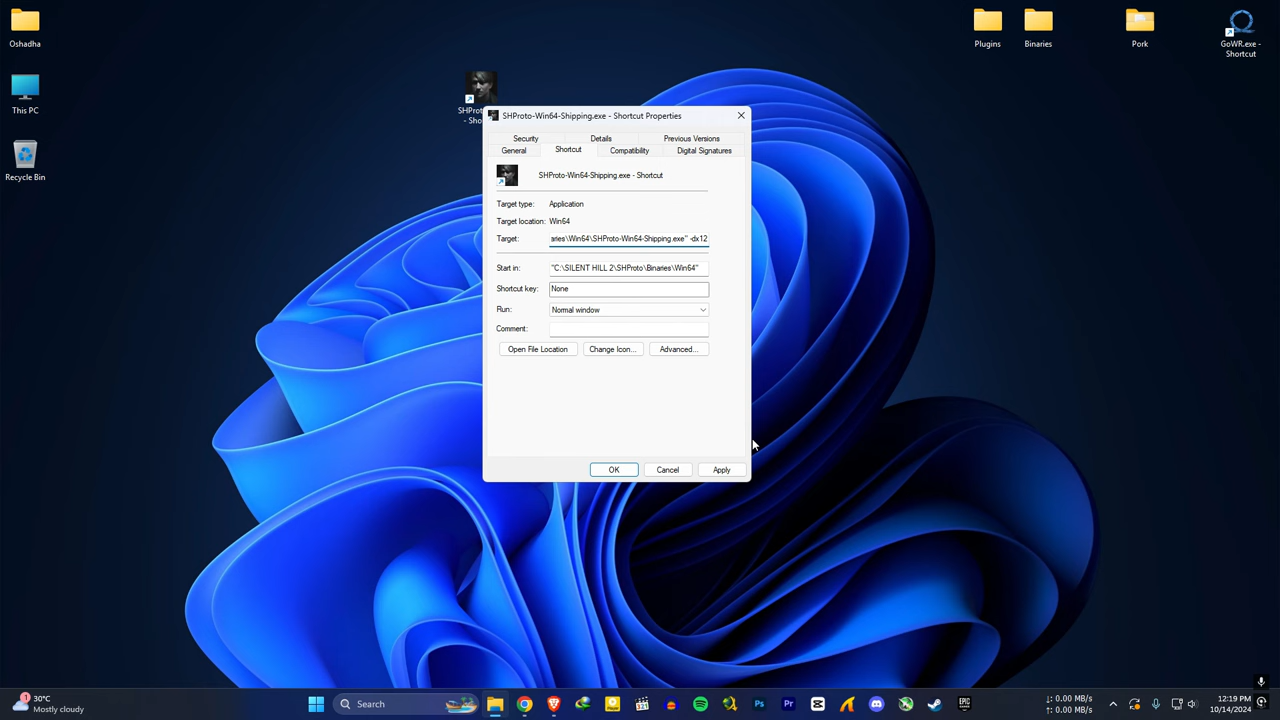 Oshadha
This PC
Recycle Bin
Plugins
Binaries
Pork
GoWR.exe -
Shortcut
SHProto-Win64-Shipping.exe - Shortcut Properties
Security
Details
Previous Versions
General
Shortcut
Compatibility
Digital Signatures
SHProto-Win64-Shipping.exe - Shortcut
Target type: Application
Target location: Win64
Target: aries\Win64\SHProto-Win64-Shipping.exe" -dx12
Start in: "C:\SILENT HILL 2\SHProto\Binaries\Win64"
Shortcut key: None
Run: Normal window
Comment:
Open File Location
Change Icon...
Advanced...
OK
Cancel
Apply
1
30°C
Mostly cloudy
Search
Ps
Pr
EPIC
↓: 0.00 MB/s
↑: 0.00 MB/s
12:19 PM
10/14/2024